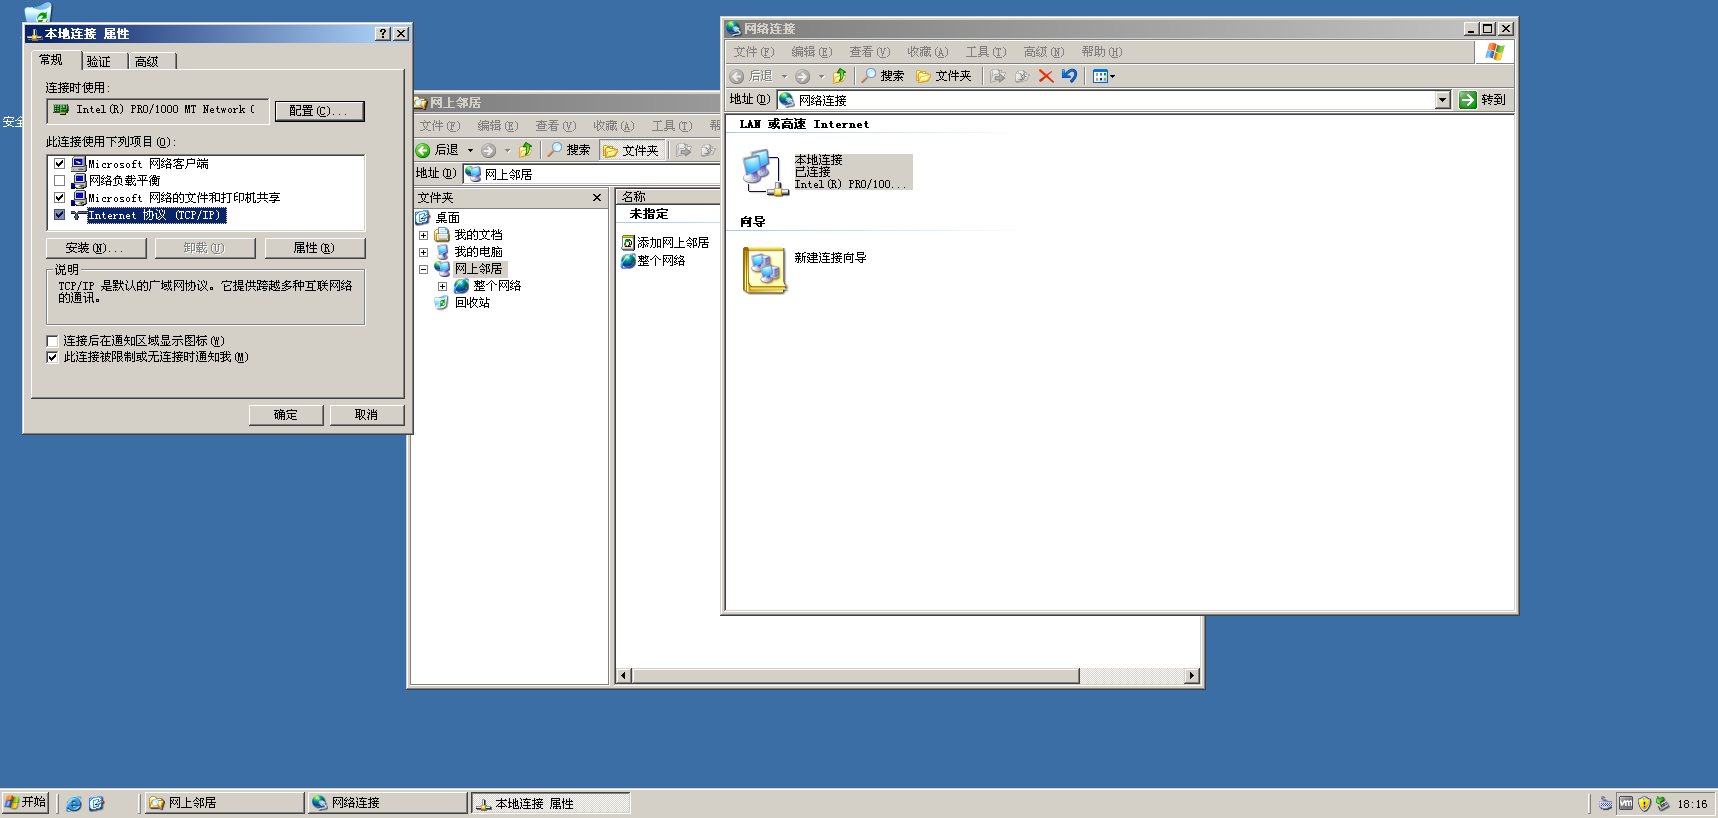 安全
本地连接 属性
常规 验证 高级
连接时使用:
Intel(R) PRO/1000 MT Network C
配置(C)...
此连接使用下列项目(O):
Microsoft 网络客户端
网络负载平衡
Microsoft 网络的文件和打印机共享
Internet 协议 (TCP/IP)
安装(N)... 卸载(U) 属性(R)
说明
TCP/IP 是默认的广域网协议。它提供跨越多种互联网络
的通讯。
连接后在通知区域显示图标(W)
此连接被限制或无连接时通知我(M)
确定 取消
网上邻居
文件(F) 编辑(E) 查看(V) 收藏(A) 工具(T) 帮
后退 搜索 文件夹
地址(D) 网上邻居
文件夹
桌面
我的文档
我的电脑
网上邻居
整个网络
回收站
名称
未指定
添加网上邻居
整个网络
网络连接
文件(F) 编辑(E) 查看(V) 收藏(A) 工具(T) 高级(N) 帮助(H)
后退 搜索 文件夹
地址(D) 网络连接 转到
LAN 或高速 Internet
本地连接
已连接
Intel(R) PRO/100...
向导
新建连接向导
开始 网上邻居 网络连接 本地连接 属性 18:16